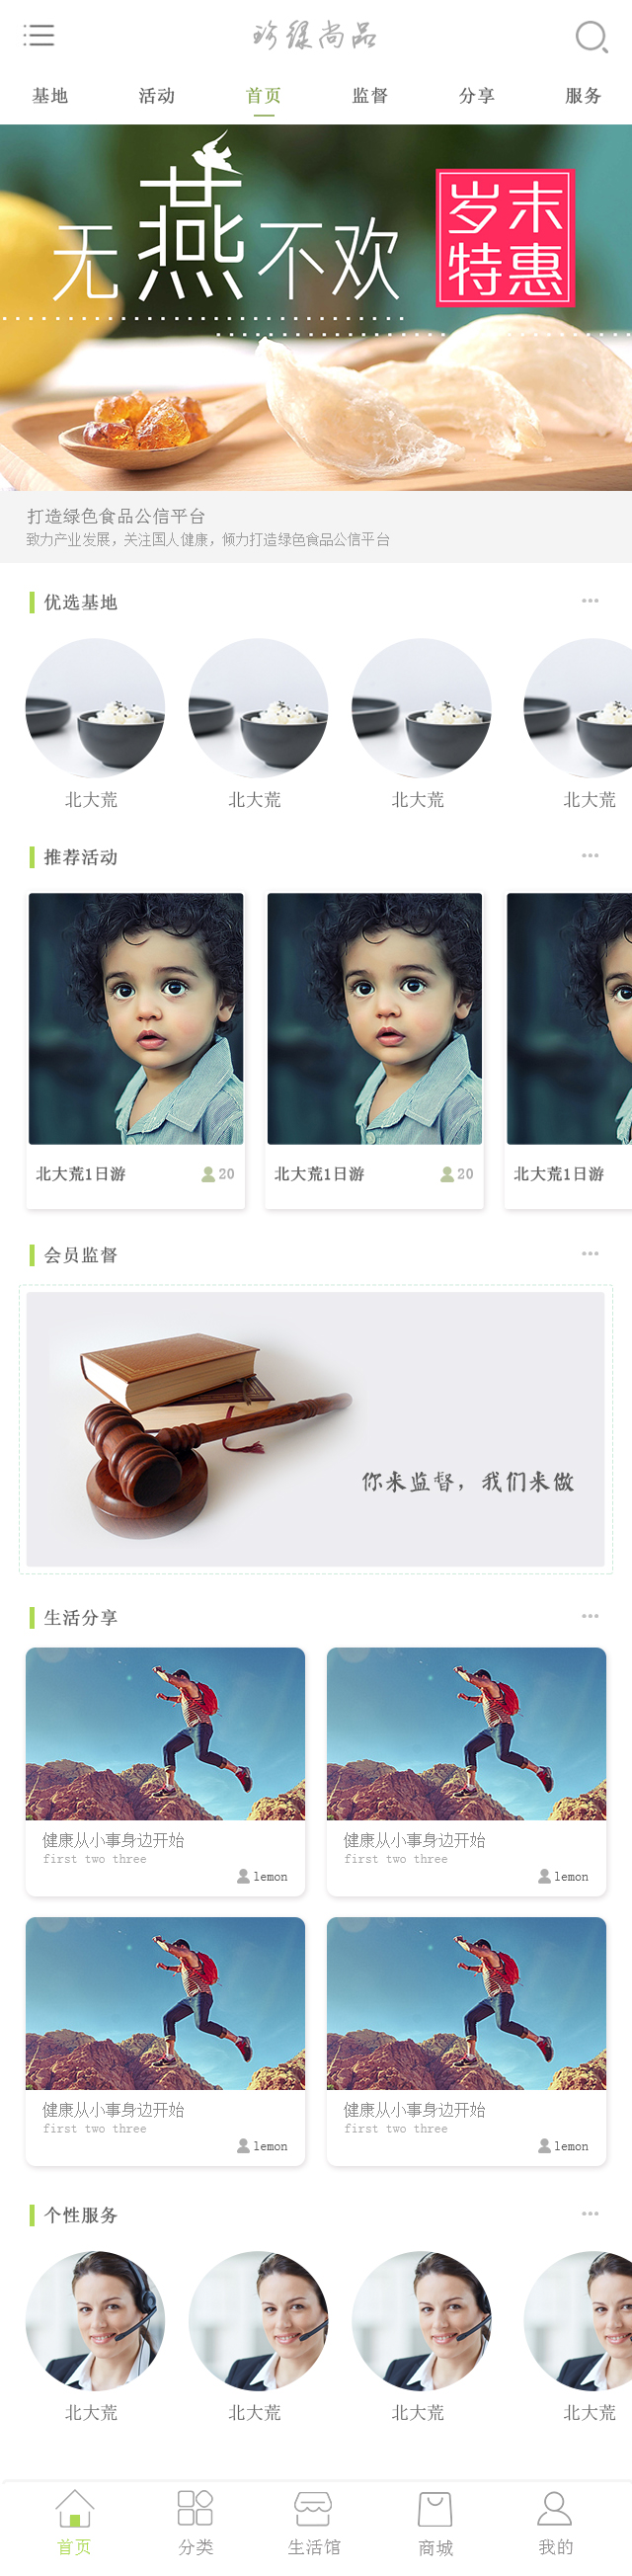 珍绿尚品
基地 活动 首页 监督 分享 服务
无燕不欢
岁末
特惠
打造绿色食品公信平台
致力产业发展，关注国人健康，倾力打造绿色食品公信平台
优选基地
北大荒 北大荒 北大荒 北大荒
推荐活动
北大荒1日游 20 北大荒1日游 20 北大荒1日游
会员监督
你来监督，我们来做
生活分享
健康从小事身边开始 健康从小事身边开始
first two three first two three
lemon lemon
健康从小事身边开始 健康从小事身边开始
first two three first two three
lemon lemon
个性服务
北大荒 北大荒 北大荒 北大荒
首页 分类 生活馆 商城 我的